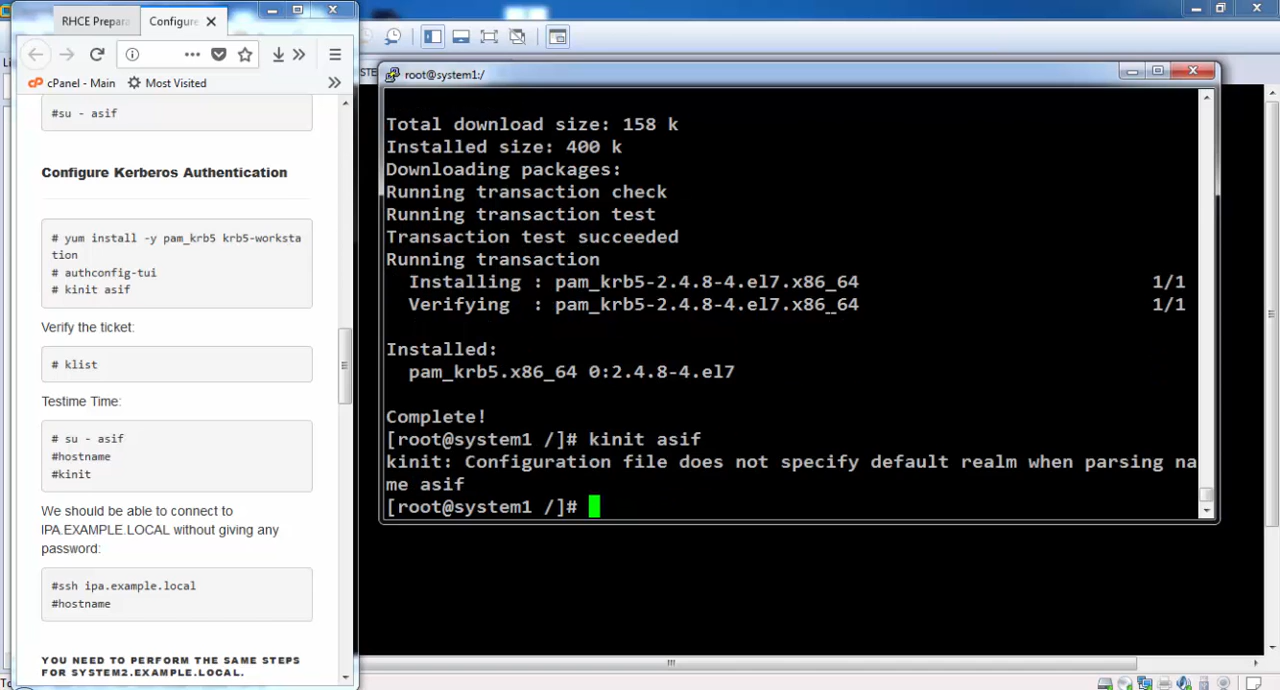 RHCE Prepara
Configure
cPanel - Main
Most Visited
#su - asif
Configure Kerberos Authentication
# yum install -y pam_krb5 krb5-worksta
tion
# authconfig-tui
# kinit asif
Verify the ticket:
# klist
Testime Time:
# su - asif
#hostname
#kinit
We should be able to connect to
IPA.EXAMPLE.LOCAL without giving any
password:
#ssh ipa.example.local
#hostname
YOU NEED TO PERFORM THE SAME STEPS
FOR SYSTEM2.EXAMPLE.LOCAL.
root@system1:/
Total download size: 158 k
Installed size: 400 k
Downloading packages:
Running transaction check
Running transaction test
Transaction test succeeded
Running transaction
Installing : pam_krb5-2.4.8-4.el7.x86_64 1/1
Verifying : pam_krb5-2.4.8-4.el7.x86_64 1/1
Installed:
pam_krb5.x86_64 0:2.4.8-4.el7
Complete!
[root@system1 /]# kinit asif
kinit: Configuration file does not specify default realm when parsing na
me asif
[root@system1 /]#